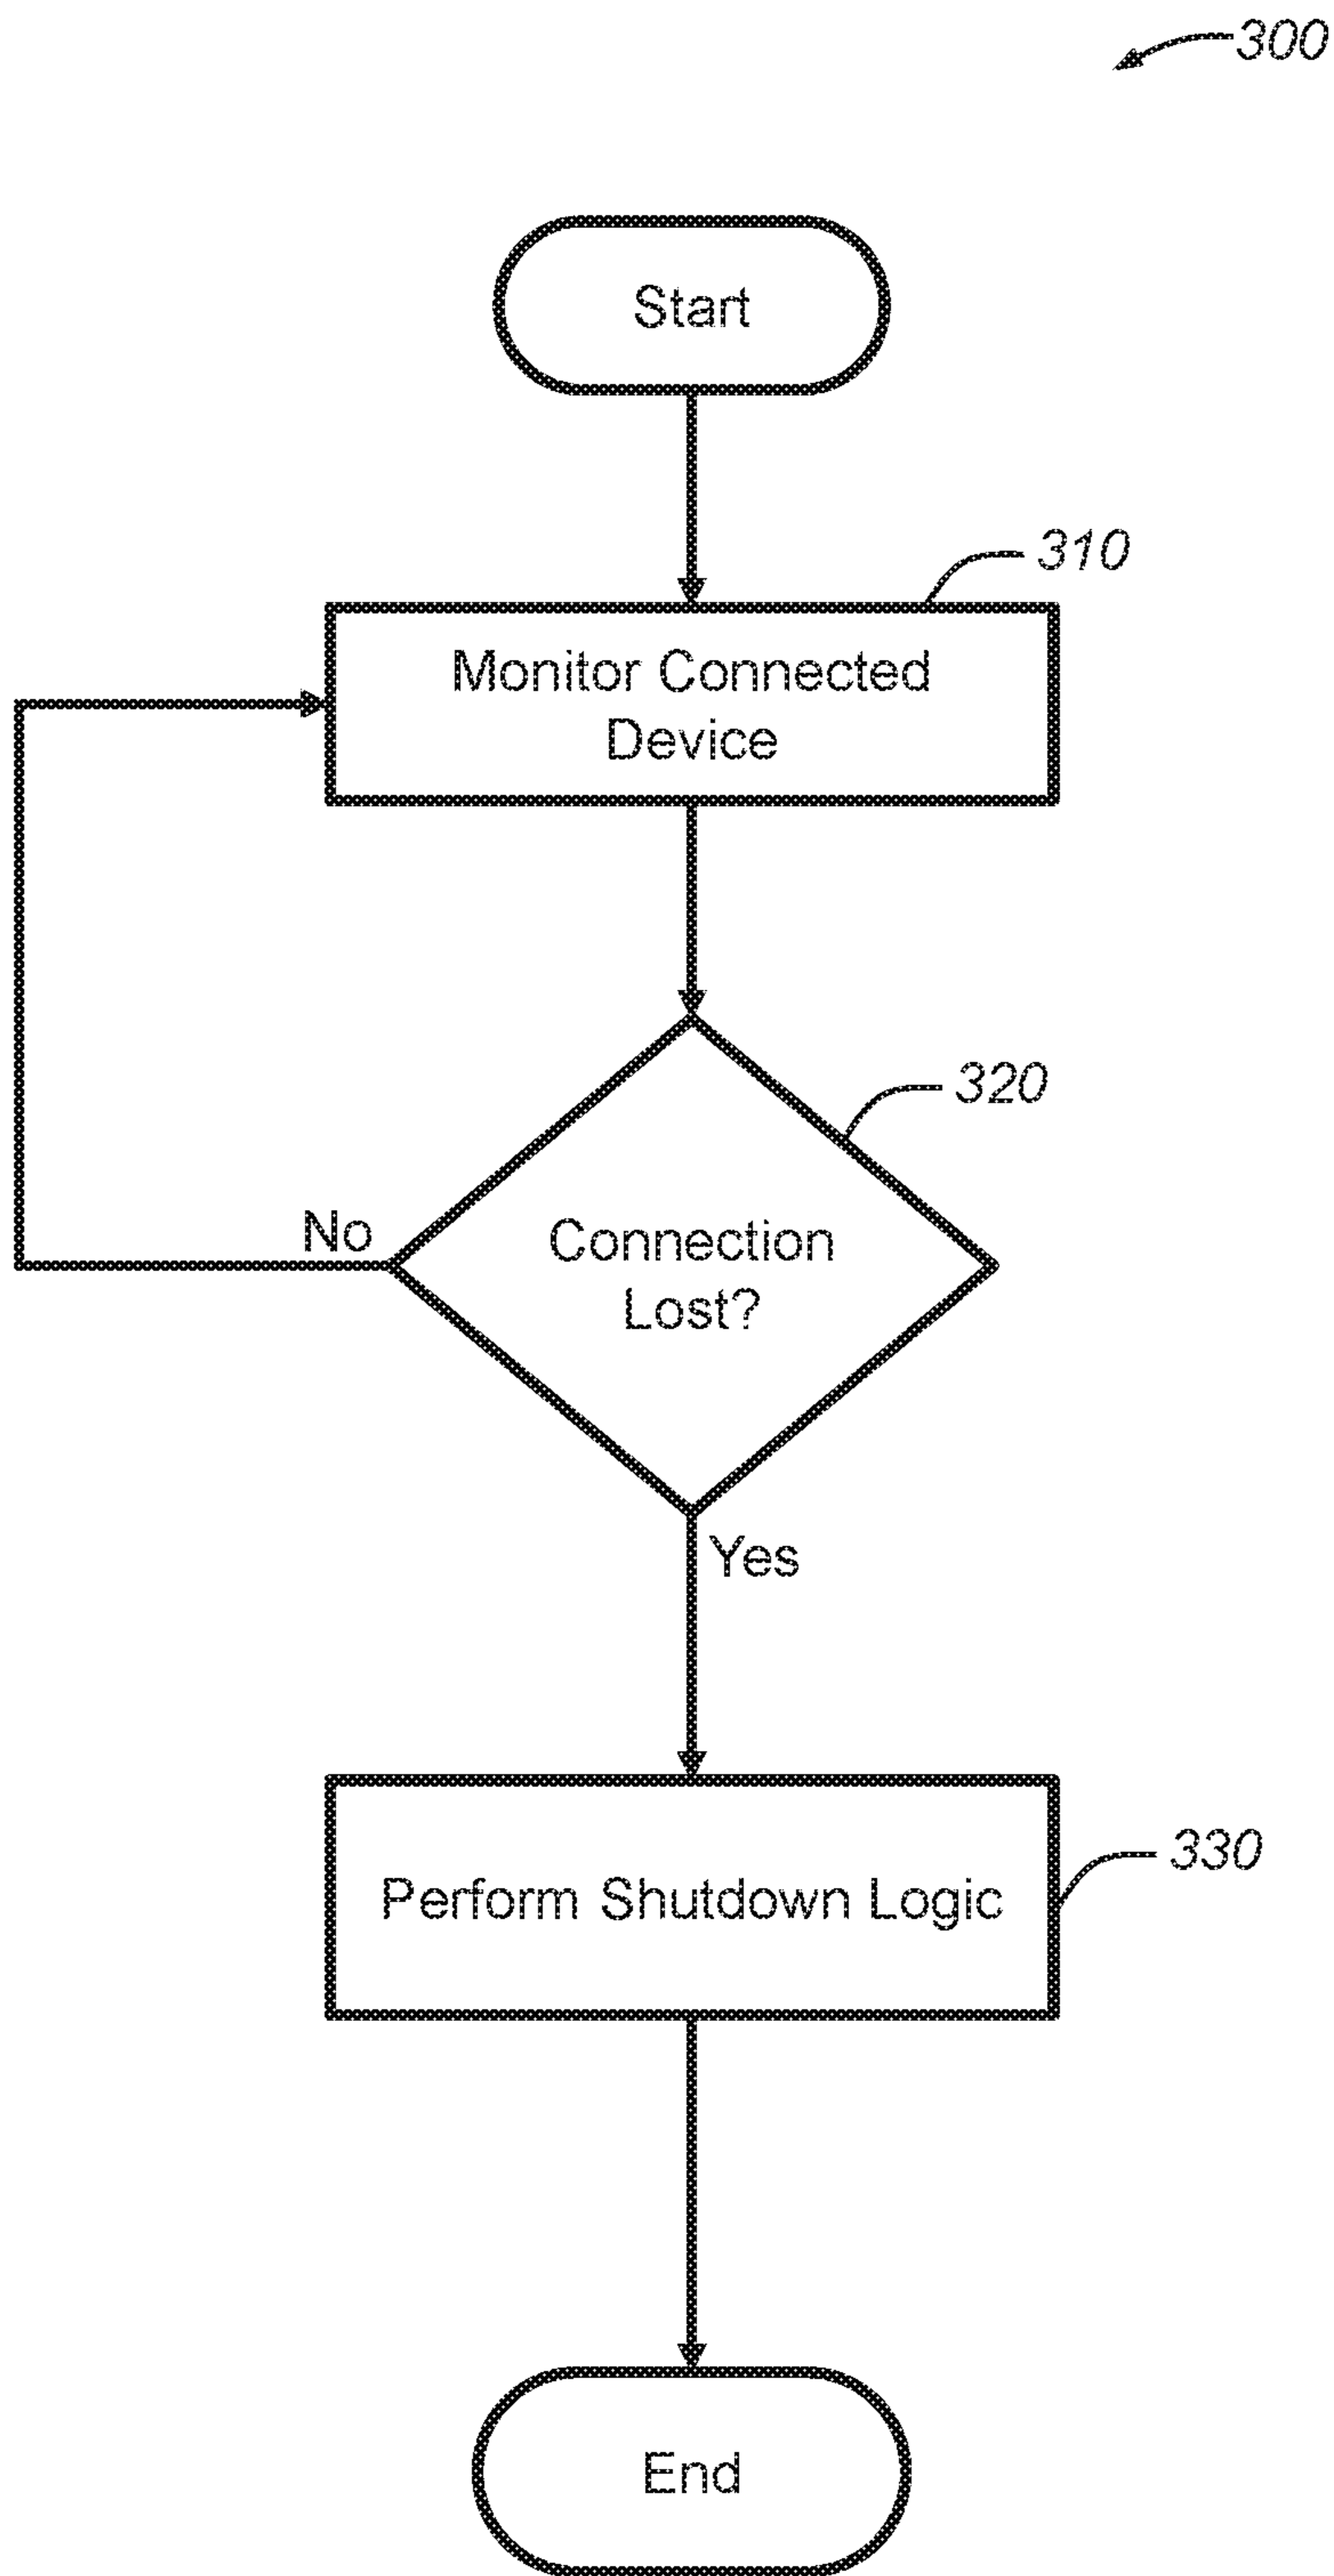 300
Start
310
Monitor Connected
Device
320
No
Connection
Lost?
Yes
330
Perform Shutdown Logic
End